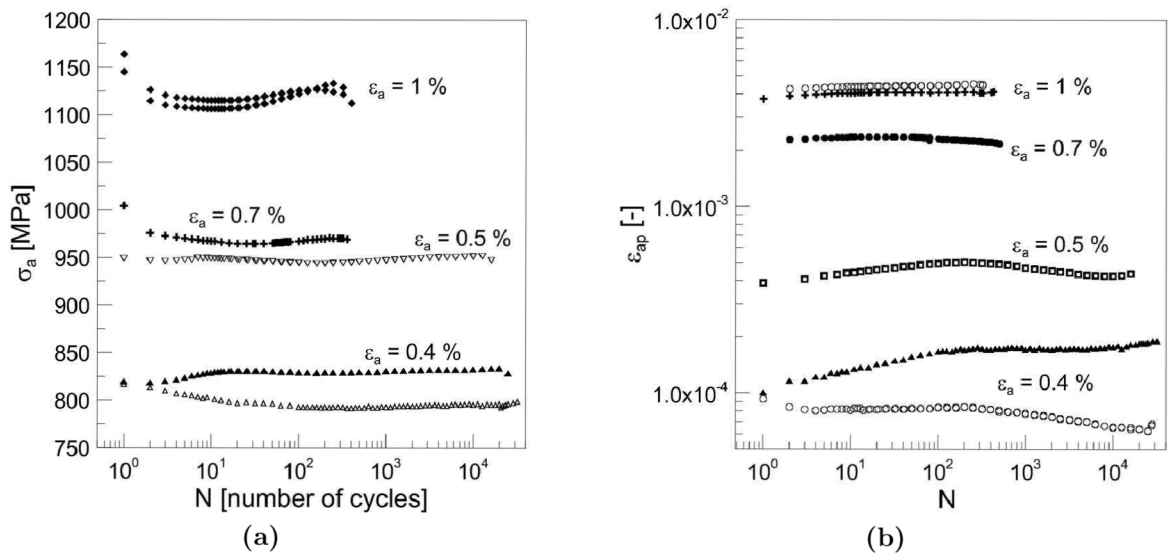 1200
1150
1100
1050
1000
950
900
850
800
750
σa [MPa]
εa = 1 %
εa = 0.7 %
εa = 0.5 %
εa = 0.4 %
10^0
10^1
10^2
10^3
10^4
N [number of cycles]
(a)
1.0x10^-2
1.0x10^-3
1.0x10^-4
εap [-]
εa = 1 %
εa = 0.7 %
εa = 0.5 %
εa = 0.4 %
10^0
10^1
10^2
10^3
10^4
N
(b)